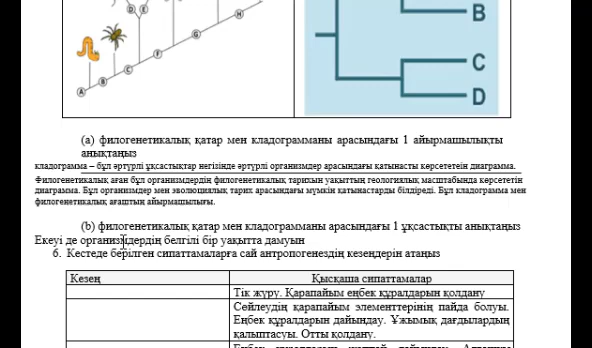 B
D E
C
H
G
F
C
B
A
D
(а) филогенетикалық қатар мен кладограмманы арасындағы 1 айырмашылықты
анықтаңыз
кладограмма – бұл әртүрлі ұқсастықтар негізінде әртүрлі организмдер арасындағы қатынасты көрсететін диаграмма.
Филогенетикалық аған бұл организмдердің филогенетикалық тарихын уақыттың геологиялық масштабында көрсететін
диаграмма. Бұл организмдер мен эволюциялық тарих арасындағы мүмкін қатынастарды білдіреді. Бұл кладограмма мен
филогенетикалық ағаштың айырмашылығы.
(b) филогенетикалық қатар мен кладограмманы арасындағы 1 ұқсастықты анықтаңыз
Екеуі де организмдердің белгілі бір уақытта дамуын
6. Кестеде берілген сипаттамаларға сай антропогенездің кезеңдерін атаңыз
Кезең Қысқаша сипаттамалар
Тік жүру. Қарапайым еңбек құралдарын қолдану
Сөйлеудің қарапайым элементтерінің пайда болуы.
Еңбек құралдарын дайындау. Ұжымық дағдылардың
қалыптасуы. Отты қолдану.